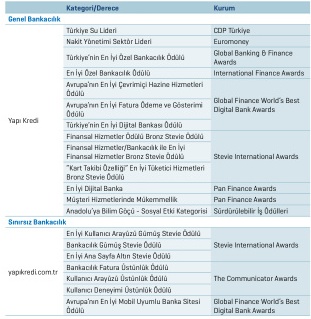 Kategori/Derece Kurum
Genel Bankacılık
Türkiye Su Lideri CDP Türkiye
Nakit Yönetimi Sektör Lideri Euromoney
Türkiye'nin En İyi Özel Bankacılık Ödülü Global Banking & Finance
Awards
En İyi Özel Bankacılık Ödülü International Finance Awards
Avrupa'nın En İyi Çevrimiçi Hazine Hizmetleri
Ödülü
Avrupa'nın En İyi Fatura Ödeme ve Gösterimi
Ödülü
Global Finance World's Best
Digital Bank Awards
Türkiye'nin En İyi Dijital Bankası Ödülü
Yapı Kredi
Finansal Hizmetler Ödülü Bronz Stevie Ödülü
Finansal Hizmetler/Bankacılık ile En İyi
Finansal Hizmetler Bronz Stevie Ödülü
Stevie International Awards
"Kart Takibi Özelliği" En İyi Tüketici Hizmetleri
Bronz Stevie Ödülü
En İyi Dijital Banka Pan Finance Awards
Müşteri Hizmetlerinde Mükemmellik Pan Finance Awards
Anadolu'ya Bilim Göçü - Sosyal Etki Kategorisi Sürdürülebilir İş Ödülleri
Sınırsız Bankacılık
En İyi Kullanıcı Arayüzü Gümüş Stevie Ödülü
Bankacılık Gümüş Stevie Ödülü Stevie International Awards
En İyi Ana Sayfa Altın Stevie Ödülü
yapikredi.com.tr
Bankacılık Fatura Üstünlük Ödülü
Kullanıcı Arayüzü Üstünlük Ödülü The Communicator Awards
Kullanıcı Deneyimi Üstünlük Ödülü
Avrupa'nın En İyi Mobil Uyumlu Banka Sitesi
Ödülü
Global Finance World's Best
Digital Bank Awards